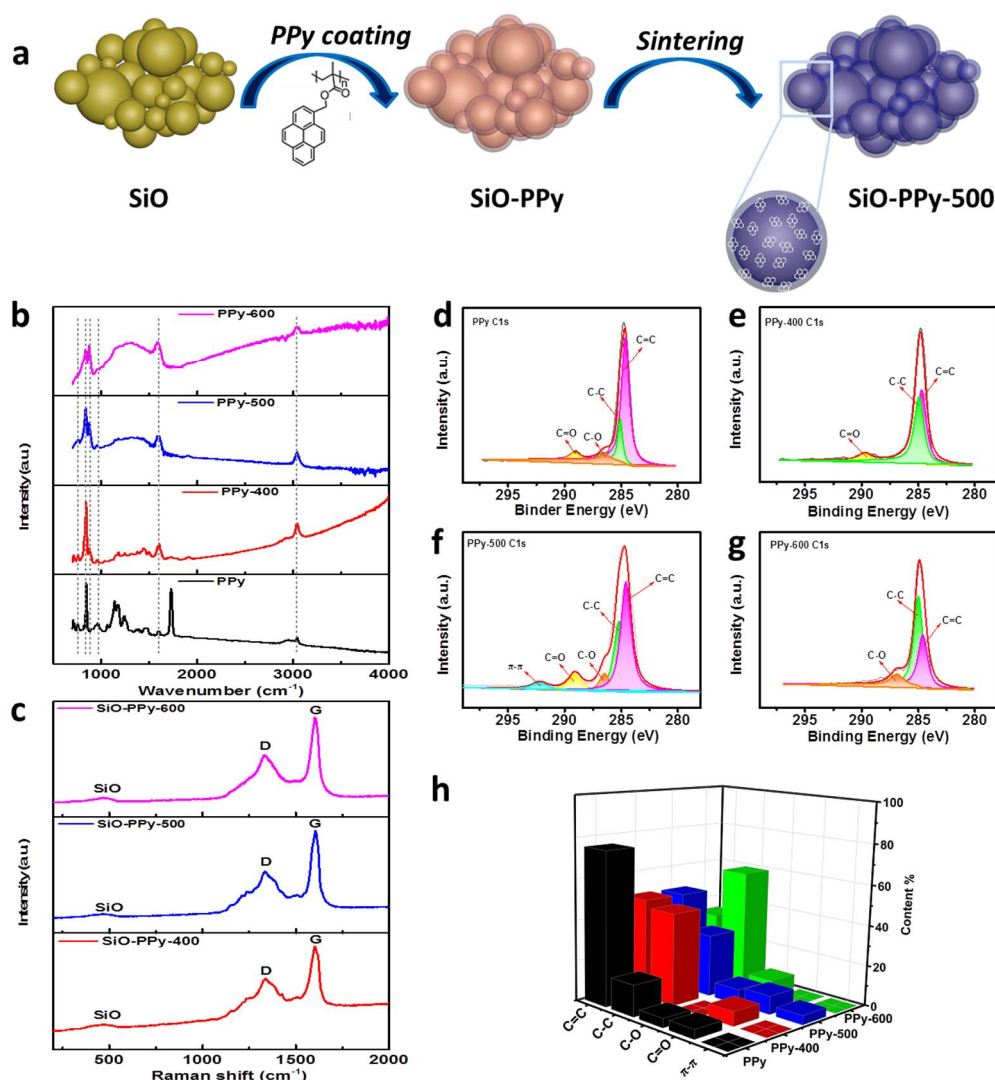 a
PPy coating
Sintering
n
O
O
SiO
SiO-PPy
SiO-PPy-500
b
PPy-600
PPy-500
PPy-400
PPy
Intensity(au)
1000 2000 3000 4000
Wavenumber (cm⁻¹)
c
SiO-PPy-600
SiO
D
G
SiO-PPy-500
SiO
D
G
SiO-PPy-400
SiO
D
G
Intensity(au)
500 1000 1500 2000
Raman shift (cm⁻¹)
d
PPy C1s
C=C
C-C
C=O
C-O
Intensity (a.u.)
295 290 285 280
Binder Energy (eV)
e
PPy-400 C1s
C-C
C=C
C=O
Intensity (a.u.)
295 290 285 280
Binding Energy (eV)
f
PPy-500 C1s
C=C
C-C
C-O
C=O
π-π
Intensity (a.u.)
295 290 285 280
Binding Energy (eV)
g
PPy-600 C1s
C-C
C=C
C-O
Intensity (a.u.)
295 290 285 280
Binding Energy (eV)
h
100
80
60
40
20
0
Content %
C=C
C-C
C-O
C=O
π-π
PPy
PPy-400
PPy-500
PPy-600